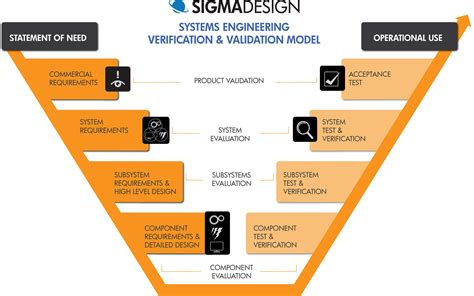 SIGMADESIGN
SYSTEMS ENGINEERING
VERIFICATION & VALIDATION MODEL
STATEMENT OF NEED
OPERATIONAL USE
COMMERCIAL
REQUIREMENTS
PRODUCT VALIDATION
ACCEPTANCE
TEST
SYSTEM
REQUIREMENTS
SYSTEM
EVALUATION
SYSTEM
TEST &
VERIFICATION
SUBSYSTEM
REQUIREMENTS &
HIGH LEVEL DESIGN
SUBSYSTEMS
EVALUATION
SUBSYSTEM
TEST &
VERIFICATION
COMPONENT
REQUIREMENTS &
DETAILED DESIGN
COMPONENT
TEST &
VERIFICATION
COMPONENT
EVALUATION